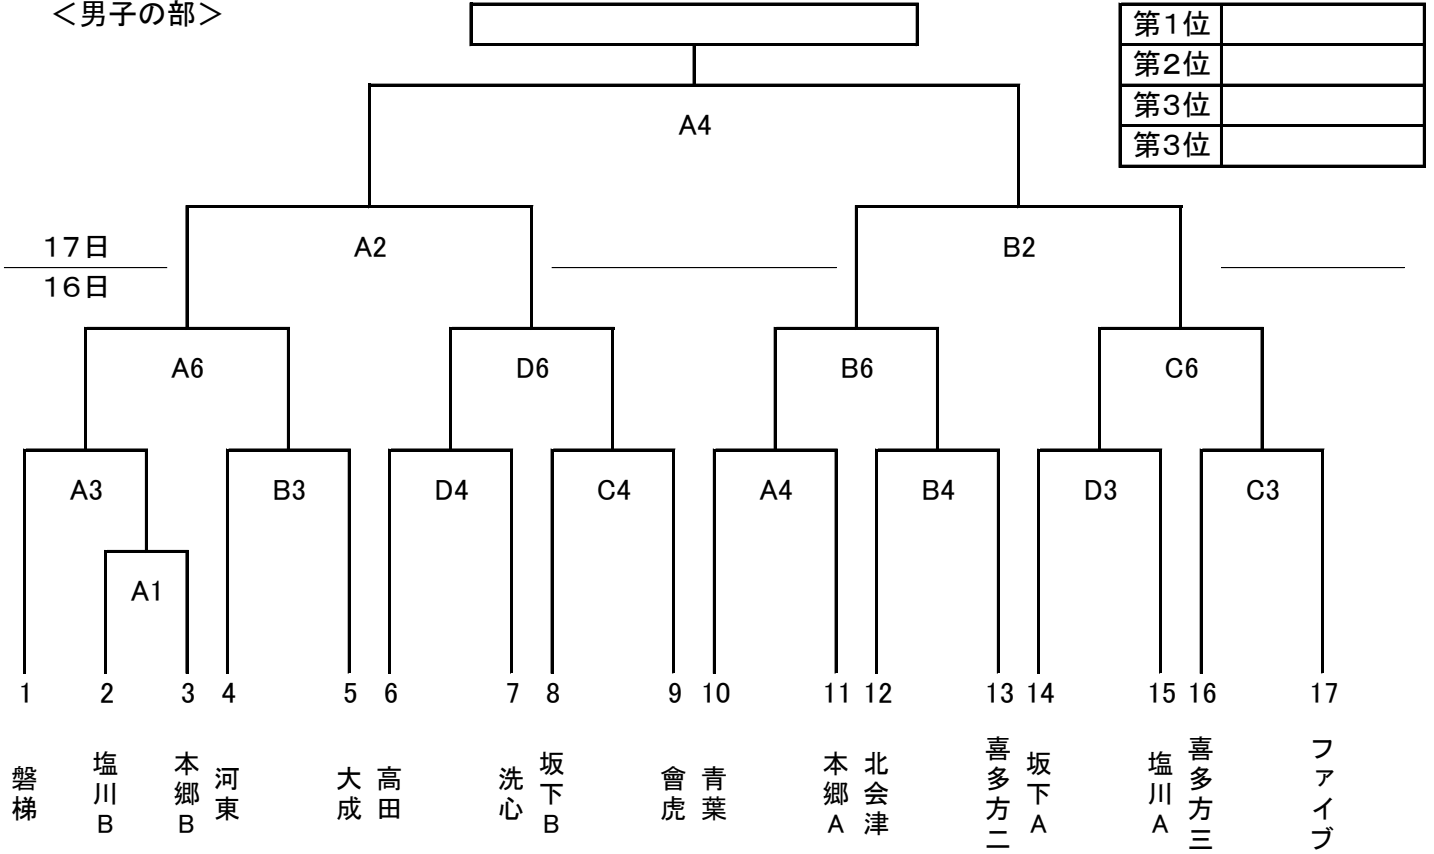 ＜男子の部＞
第1位
第2位
第3位
第3位
A4
17日
16日
A2
B2
A6
D6
B6
C6
A3
B3
D4
C4
A4
B4
D3
C3
A1
1 2 3 4 5 6 7 8 9 10 11 12 13 14 15 16 17
磐梯
塩川B
本郷B
河東
大成
高田
洗心
坂下B
會虎
青葉
本郷A
北会津
喜多方二
坂下A
塩川A
喜多方三
ファイブ